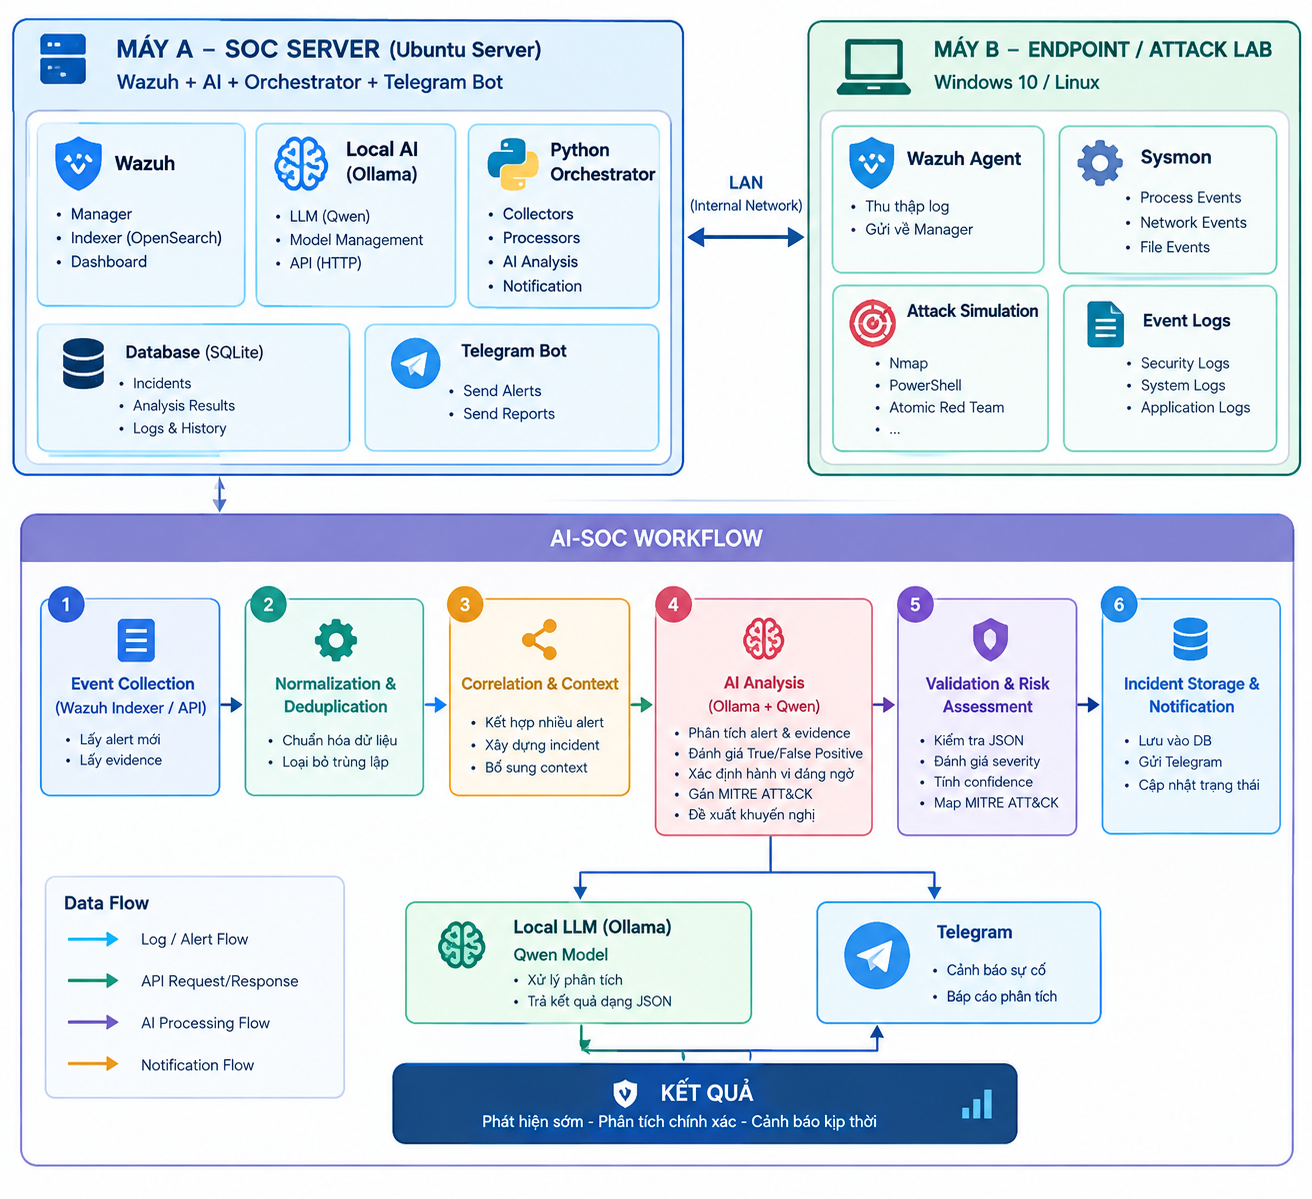 MÁY A – SOC SERVER (Ubuntu Server)
Wazuh + AI + Orchestrator + Telegram Bot
Wazuh
• Manager
• Indexer (OpenSearch)
• Dashboard
Local AI
(Ollama)
• LLM (Qwen)
• Model Management
• API (HTTP)
Python
Orchestrator
• Collectors
• Processors
• AI Analysis
• Notification
Database (SQLite)
• Incidents
• Analysis Results
• Logs & History
Telegram Bot
• Send Alerts
• Send Reports
LAN
(Internal Network)
MÁY B – ENDPOINT / ATTACK LAB
Windows 10 / Linux
Wazuh Agent
• Thu thập log
• Gửi về Manager
Sysmon
• Process Events
• Network Events
• File Events
Attack Simulation
• Nmap
• PowerShell
• Atomic Red Team
• ...
Event Logs
• Security Logs
• System Logs
• Application Logs
AI-SOC WORKFLOW
1
Event Collection
(Wazuh Indexer / API)
• Lấy alert mới
• Lấy evidence
2
Normalization &
Deduplication
• Chuẩn hóa dữ liệu
• Loại bỏ trùng lặp
3
Correlation & Context
• Kết hợp nhiều alert
• Xây dựng incident
• Bổ sung context
4
AI Analysis
(Ollama + Qwen)
• Phân tích alert & evidence
• Đánh giá True/False Positive
• Xác định hành vi đáng ngờ
• Gán MITRE ATT&CK
• Đề xuất khuyến nghị
5
Validation & Risk
Assessment
• Kiểm tra JSON
• Đánh giá severity
• Tính confidence
• Map MITRE ATT&CK
6
Incident Storage &
Notification
• Lưu vào DB
• Gửi Telegram
• Cập nhật trạng thái
Data Flow
Log / Alert Flow
API Request/Response
AI Processing Flow
Notification Flow
Local LLM (Ollama)
Qwen Model
• Xử lý phân tích
• Trả kết quả dạng JSON
Telegram
• Cảnh báo sự cố
• Báp cáo phân tích
KẾT QUẢ
Phát hiện sớm - Phân tích chính xác - Cảnh báo kịp thời